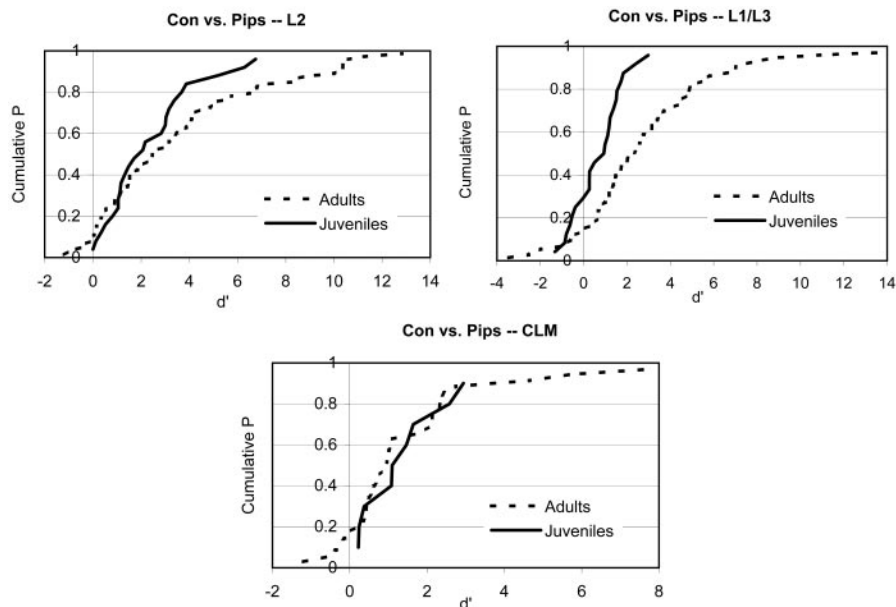 Con vs. Pips -- L2
Cumulative P
1
0.8
0.6
0.4
0.2
0
-2 0 2 4 6 8 10 12 14
d'
Adults
Juveniles
Con vs. Pips -- L1/L3
Cumulative P
1
0.8
0.6
0.4
0.2
0
-4 -2 0 2 4 6 8 10 12 14
d'
Adults
Juveniles
Con vs. Pips -- CLM
Cumulative P
1
0.8
0.6
0.4
0.2
0
-2 0 2 4 6 8
d'
Adults
Juveniles